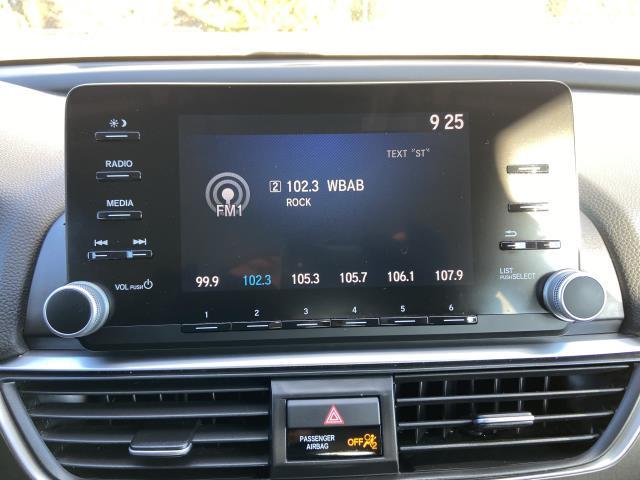 9 25
RADIO
TEXT "ST"
2 102.3 WBAB
ROCK
MEDIA
FM1
99.9 102.3 105.3 105.7 106.1 107.9
LIST
PUSH SELECT
VOL PUSH
1 2 3 4 5 6
PASSENGER
AIRBAG
OFF
2